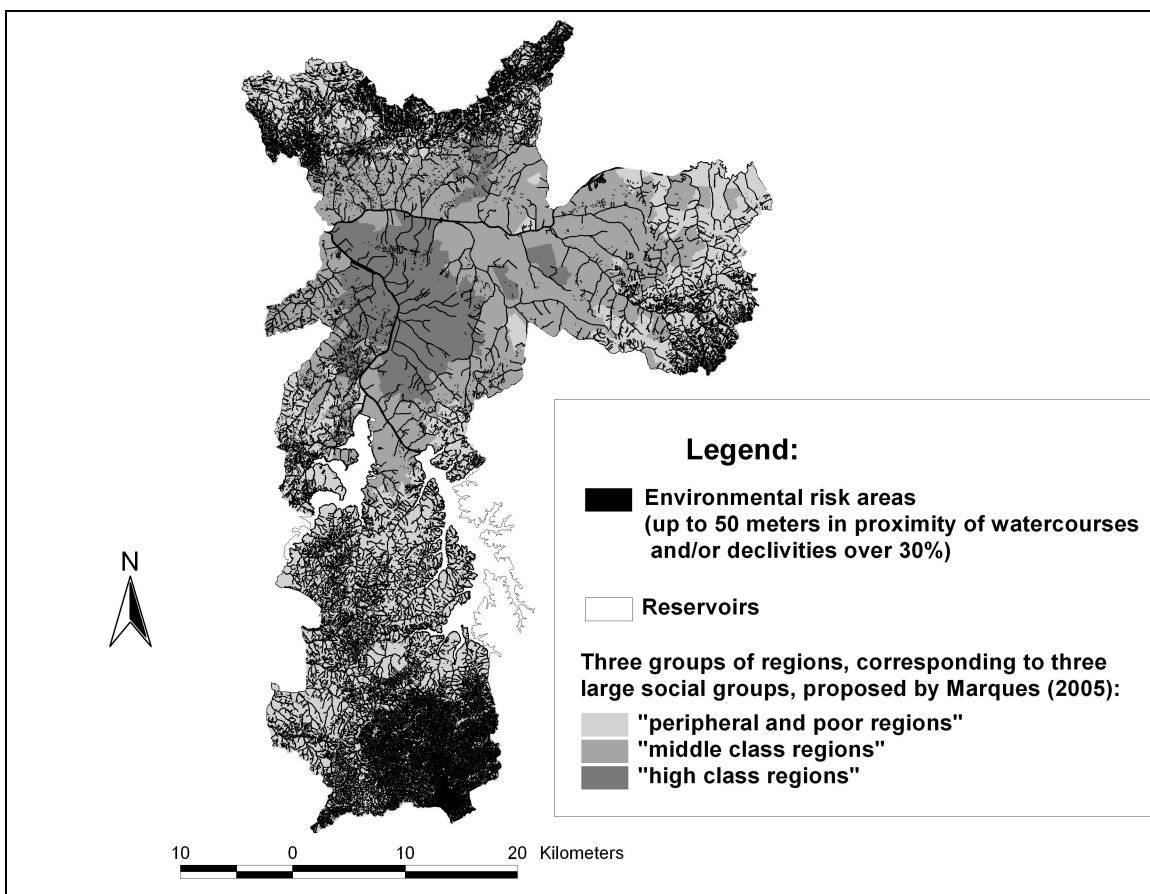 Legend:
Environmental risk areas
(up to 50 meters in proximity of watercourses
and/or declivities over 30%)
Reservoirs
Three groups of regions, corresponding to three
large social groups, proposed by Marques (2005):
"peripheral and poor regions"
"middle class regions"
"high class regions"
N
10 0 10 20 Kilometers